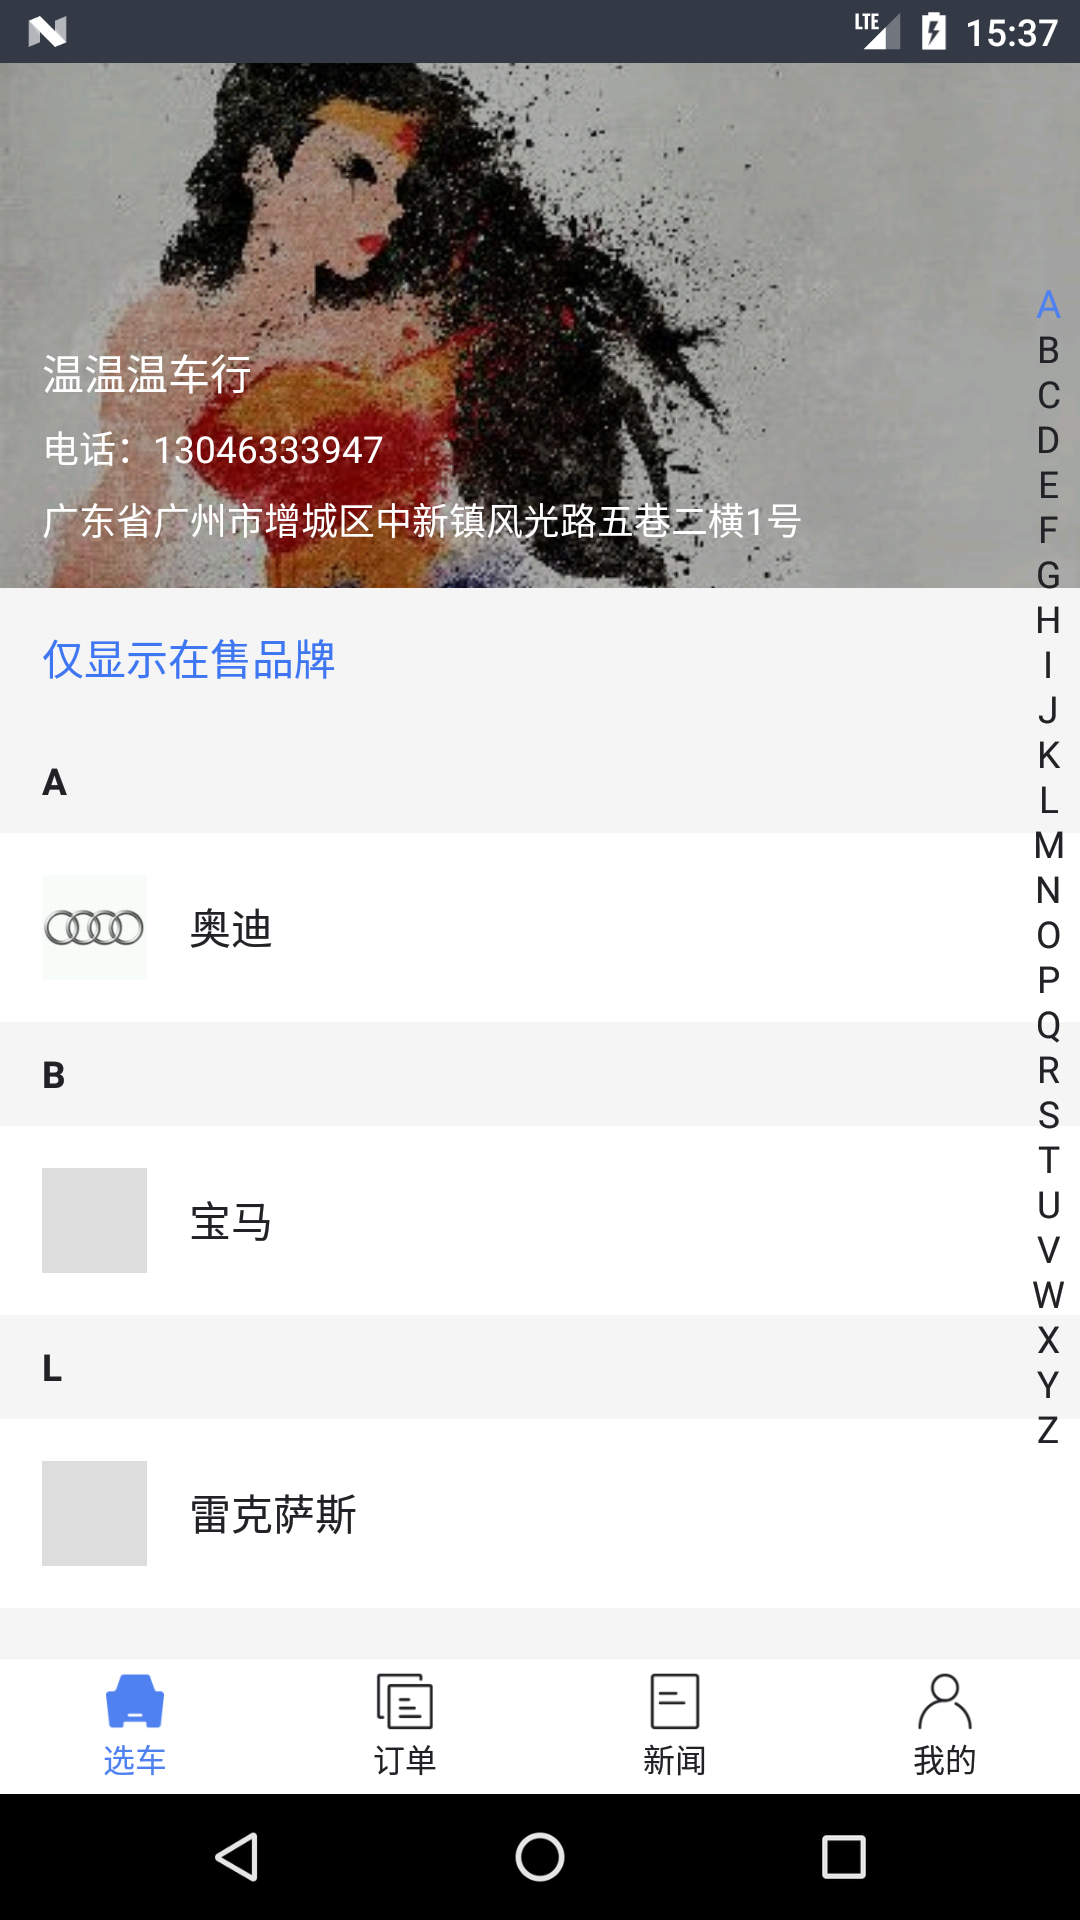 LTE 15:37
温温温车行
电话：13046333947
广东省广州市增城区中新镇风光路五巷二横1号
仅显示在售品牌
A
奥迪
B
宝马
L
雷克萨斯
A
B
C
D
E
F
G
H
I
J
K
L
M
N
O
P
Q
R
S
T
U
V
W
X
Y
Z
选车 订单 新闻 我的